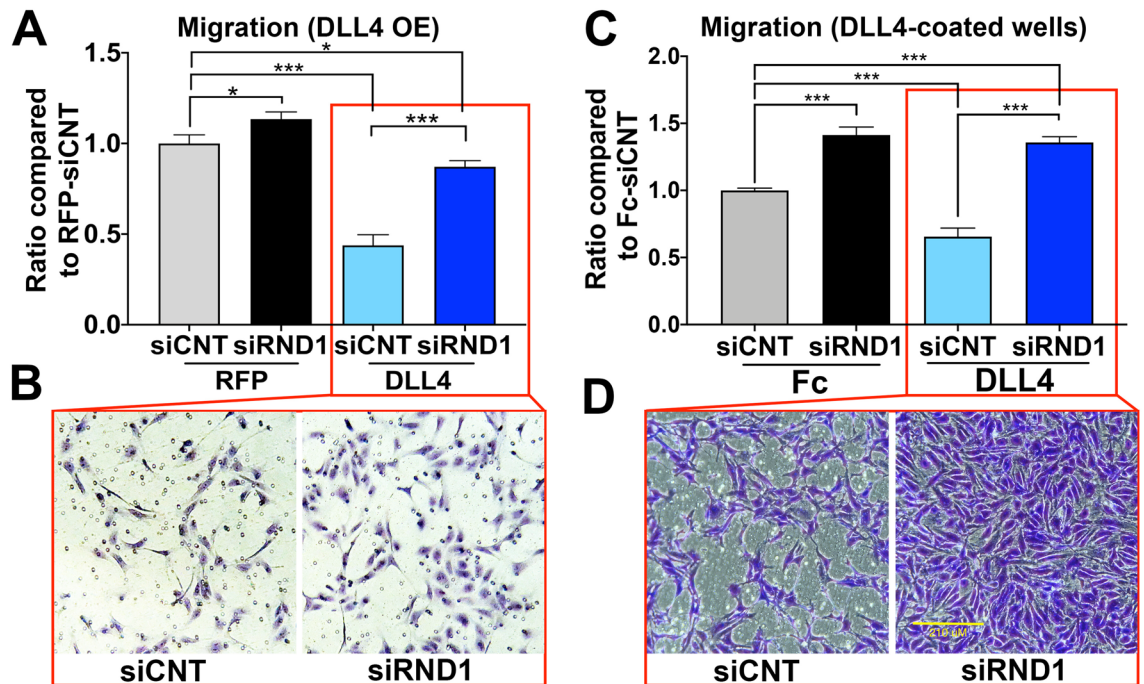 A
Migration (DLL4 OE)
Ratio compared
to RFP-siCNT
1.5
1.0
0.5
0.0
*
***
*
***
siCNT siRND1 siCNT siRND1
RFP DLL4
B
siCNT siRND1
C
Migration (DLL4-coated wells)
Ratio compared
to Fc-siCNT
2.0
1.5
1.0
0.5
0.0
***
***
***
***
siCNT siRND1 siCNT siRND1
Fc DLL4
D
210 µM
siCNT siRND1